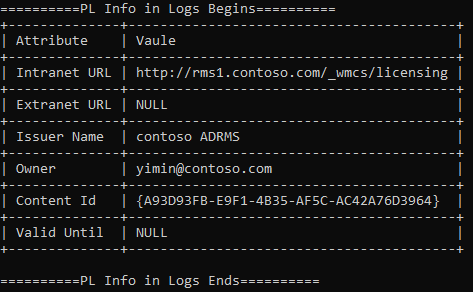 ==========PL Info in Logs Begins==========
+--------------+----------------------------------------+
| Attribute    | Vaule                                  |
+--------------+----------------------------------------+
| Intranet URL | http://rms1.contoso.com/_wmcs/licensing |
+--------------+----------------------------------------+
| Extranet URL | NULL                                   |
+--------------+----------------------------------------+
| Issuer Name  | contoso ADRMS                          |
+--------------+----------------------------------------+
| Owner        | yimin@contoso.com                      |
+--------------+----------------------------------------+
| Content Id   | {A93D93FB-E9F1-4B35-AF5C-AC42A76D3964} |
+--------------+----------------------------------------+
| Valid Until  | NULL                                   |
+--------------+----------------------------------------+
==========PL Info in Logs Ends==========